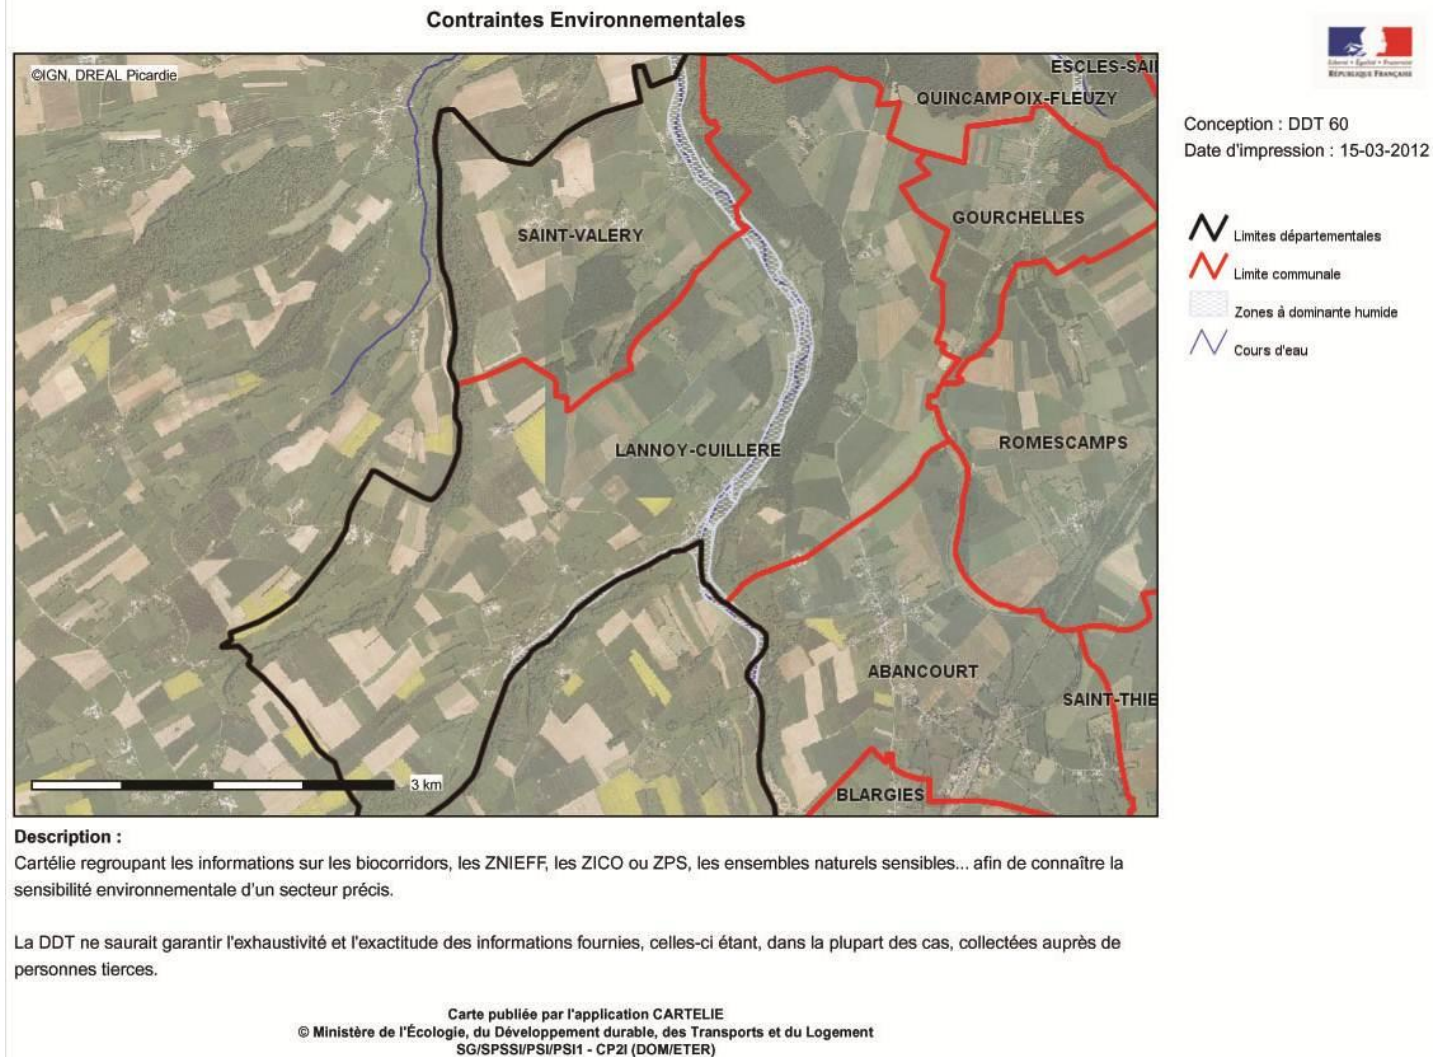 Contraintes Environnementales
©IGN, DREAL Picardie
ESCLES-SAI
QUINCAMPOIX-FLEUZY
GOURCHELLES
SAINT-VALERY
LANNOY-CUILLERE
ROMESCAMPS
ABANCOURT
SAINT-THIE
BLARGIES
3 km
Liberté • Égalité • Fraternité
RÉPUBLIQUE FRANÇAISE
Conception : DDT 60
Date d'impression : 15-03-2012
Limites départementales
Limite communale
Zones à dominante humide
Cours d'eau
Description :
Cartélie regroupant les informations sur les biocorridors, les ZNIEFF, les ZICO ou ZPS, les ensembles naturels sensibles... afin de connaître la
sensibilité environnementale d'un secteur précis.
La DDT ne saurait garantir l'exhaustivité et l'exactitude des informations fournies, celles-ci étant, dans la plupart des cas, collectées auprès de
personnes tierces.
Carte publiée par l'application CARTELIE
© Ministère de l'Écologie, du Développement durable, des Transports et du Logement
SG/SPSSI/PSI/PSI1 - CP2I (DOM/ETER)